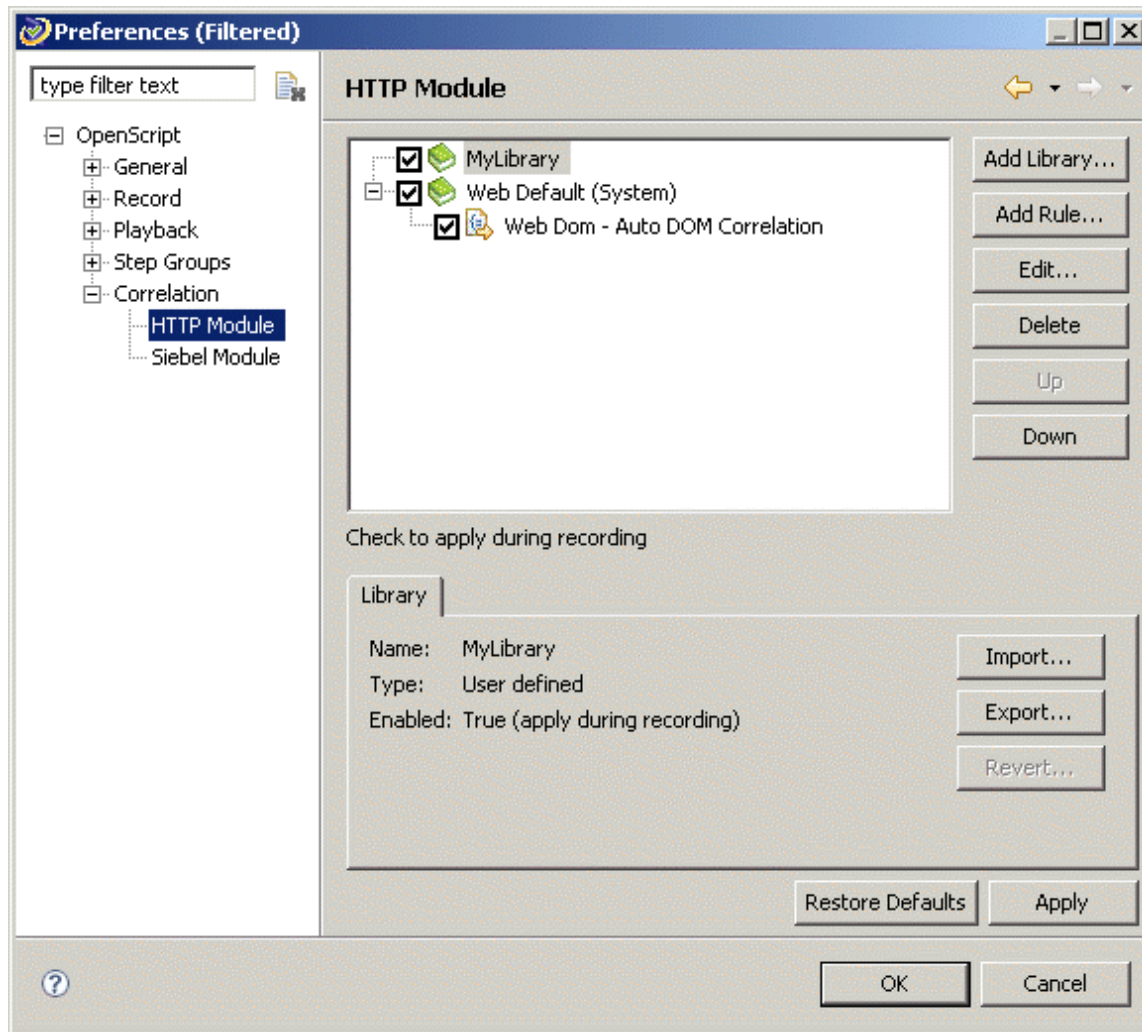 Preferences (Filtered)
type filter text
OpenScript
General
Record
Playback
Step Groups
Correlation
HTTP Module
Siebel Module
HTTP Module
MyLibrary
Web Default (System)
Web Dom - Auto DOM Correlation
Add Library...
Add Rule...
Edit...
Delete
Up
Down
Check to apply during recording
Library
Name: MyLibrary
Type: User defined
Enabled: True (apply during recording)
Import...
Export...
Revert...
Restore Defaults
Apply
OK
Cancel